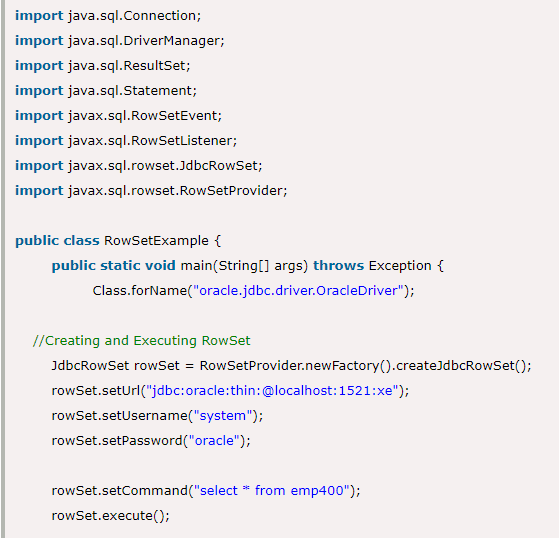 import java.sql.Connection;
import java.sql.DriverManager;
import java.sql.ResultSet;
import java.sql.Statement;
import javax.sql.RowSetEvent;
import javax.sql.RowSetListener;
import javax.sql.rowset.JdbcRowSet;
import javax.sql.rowset.RowSetProvider;
public class RowSetExample {
public static void main(String[] args) throws Exception {
Class.forName("oracle.jdbc.driver.OracleDriver");
//Creating and Executing RowSet
JdbcRowSet rowSet = RowSetProvider.newFactory().createJdbcRowSet();
rowSet.setUrl("jdbc:oracle:thin:@localhost:1521:xe");
rowSet.setUsername("system");
rowSet.setPassword("oracle");
rowSet.setCommand("select * from emp400");
rowSet.execute();